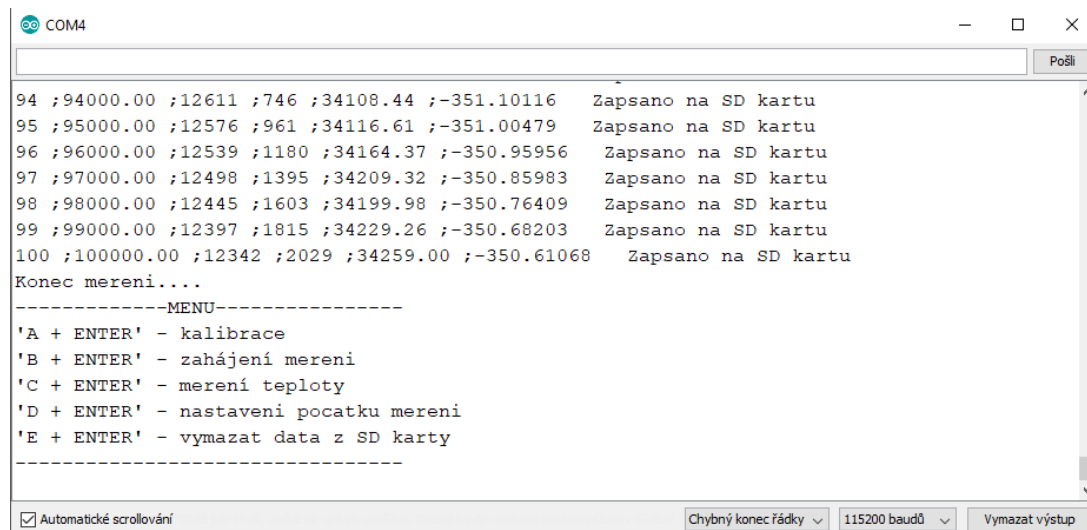 COM4
Pošli
94 ;94000.00 ;12611 ;746 ;34108.44 ;-351.10116   Zapsano na SD kartu
95 ;95000.00 ;12576 ;961 ;34116.61 ;-351.00479   Zapsano na SD kartu
96 ;96000.00 ;12539 ;1180 ;34164.37 ;-350.95956   Zapsano na SD kartu
97 ;97000.00 ;12498 ;1395 ;34209.32 ;-350.85983   Zapsano na SD kartu
98 ;98000.00 ;12445 ;1603 ;34199.98 ;-350.76409   Zapsano na SD kartu
99 ;99000.00 ;12397 ;1815 ;34229.26 ;-350.68203   Zapsano na SD kartu
100 ;100000.00 ;12342 ;2029 ;34259.00 ;-350.61068   Zapsano na SD kartu
Konec mereni....
-------------MENU----------------
'A + ENTER' - kalibrace
'B + ENTER' - zahájení mereni
'C + ENTER' - merení teploty
'D + ENTER' - nastaveni pocatku mereni
'E + ENTER' - vymazat data z SD karty
---------------------------------
Automatické scrollování Chybný konec řádky 115200 baudů Vymazat výstup